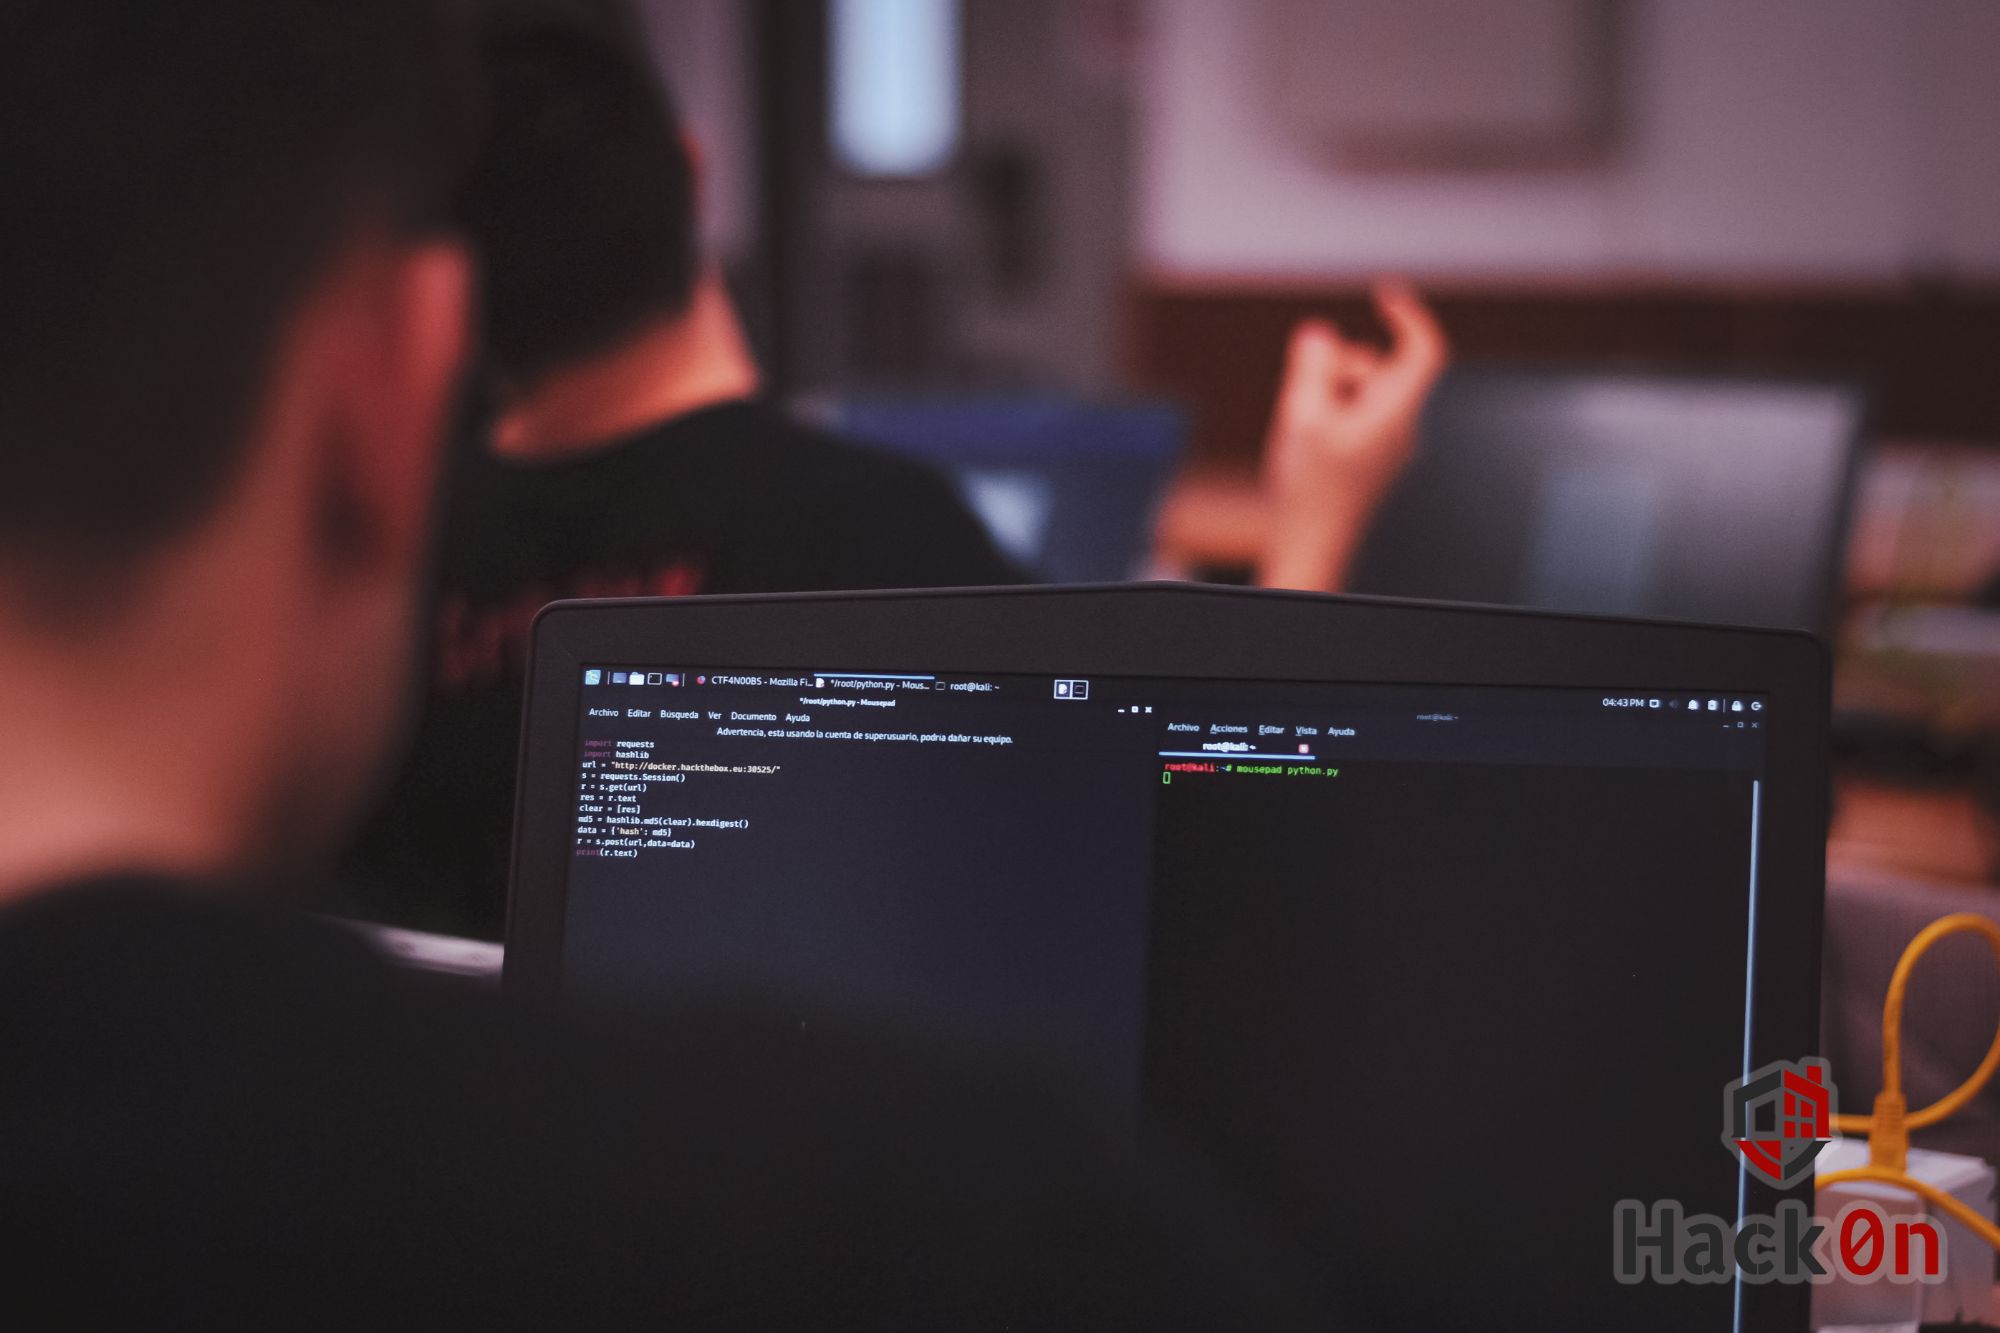 CTF4N00BS - Mozilla Fi...
*/root/python.py - Mous...
root@kali: ~
04:43 PM
*/root/python.py - Mousepad
Archivo Editar Búsqueda Ver Documento Ayuda
Advertencia, está usando la cuenta de superusuario, podría dañar su equipo.
import requests
import hashlib
url = "http://docker.hackthebox.eu:30525/"
s = requests.Session()
r = s.get(url)
res = r.text
clear = [res]
md5 = hashlib.md5(clear).hexdigest()
data = {'hash': md5}
r = s.post(url,data=data)
print(r.text)
root@kali: ~
Archivo Acciones Editar Vista Ayuda
root@kali: ~
root@kali:~# mousepad python.py
Hack0n